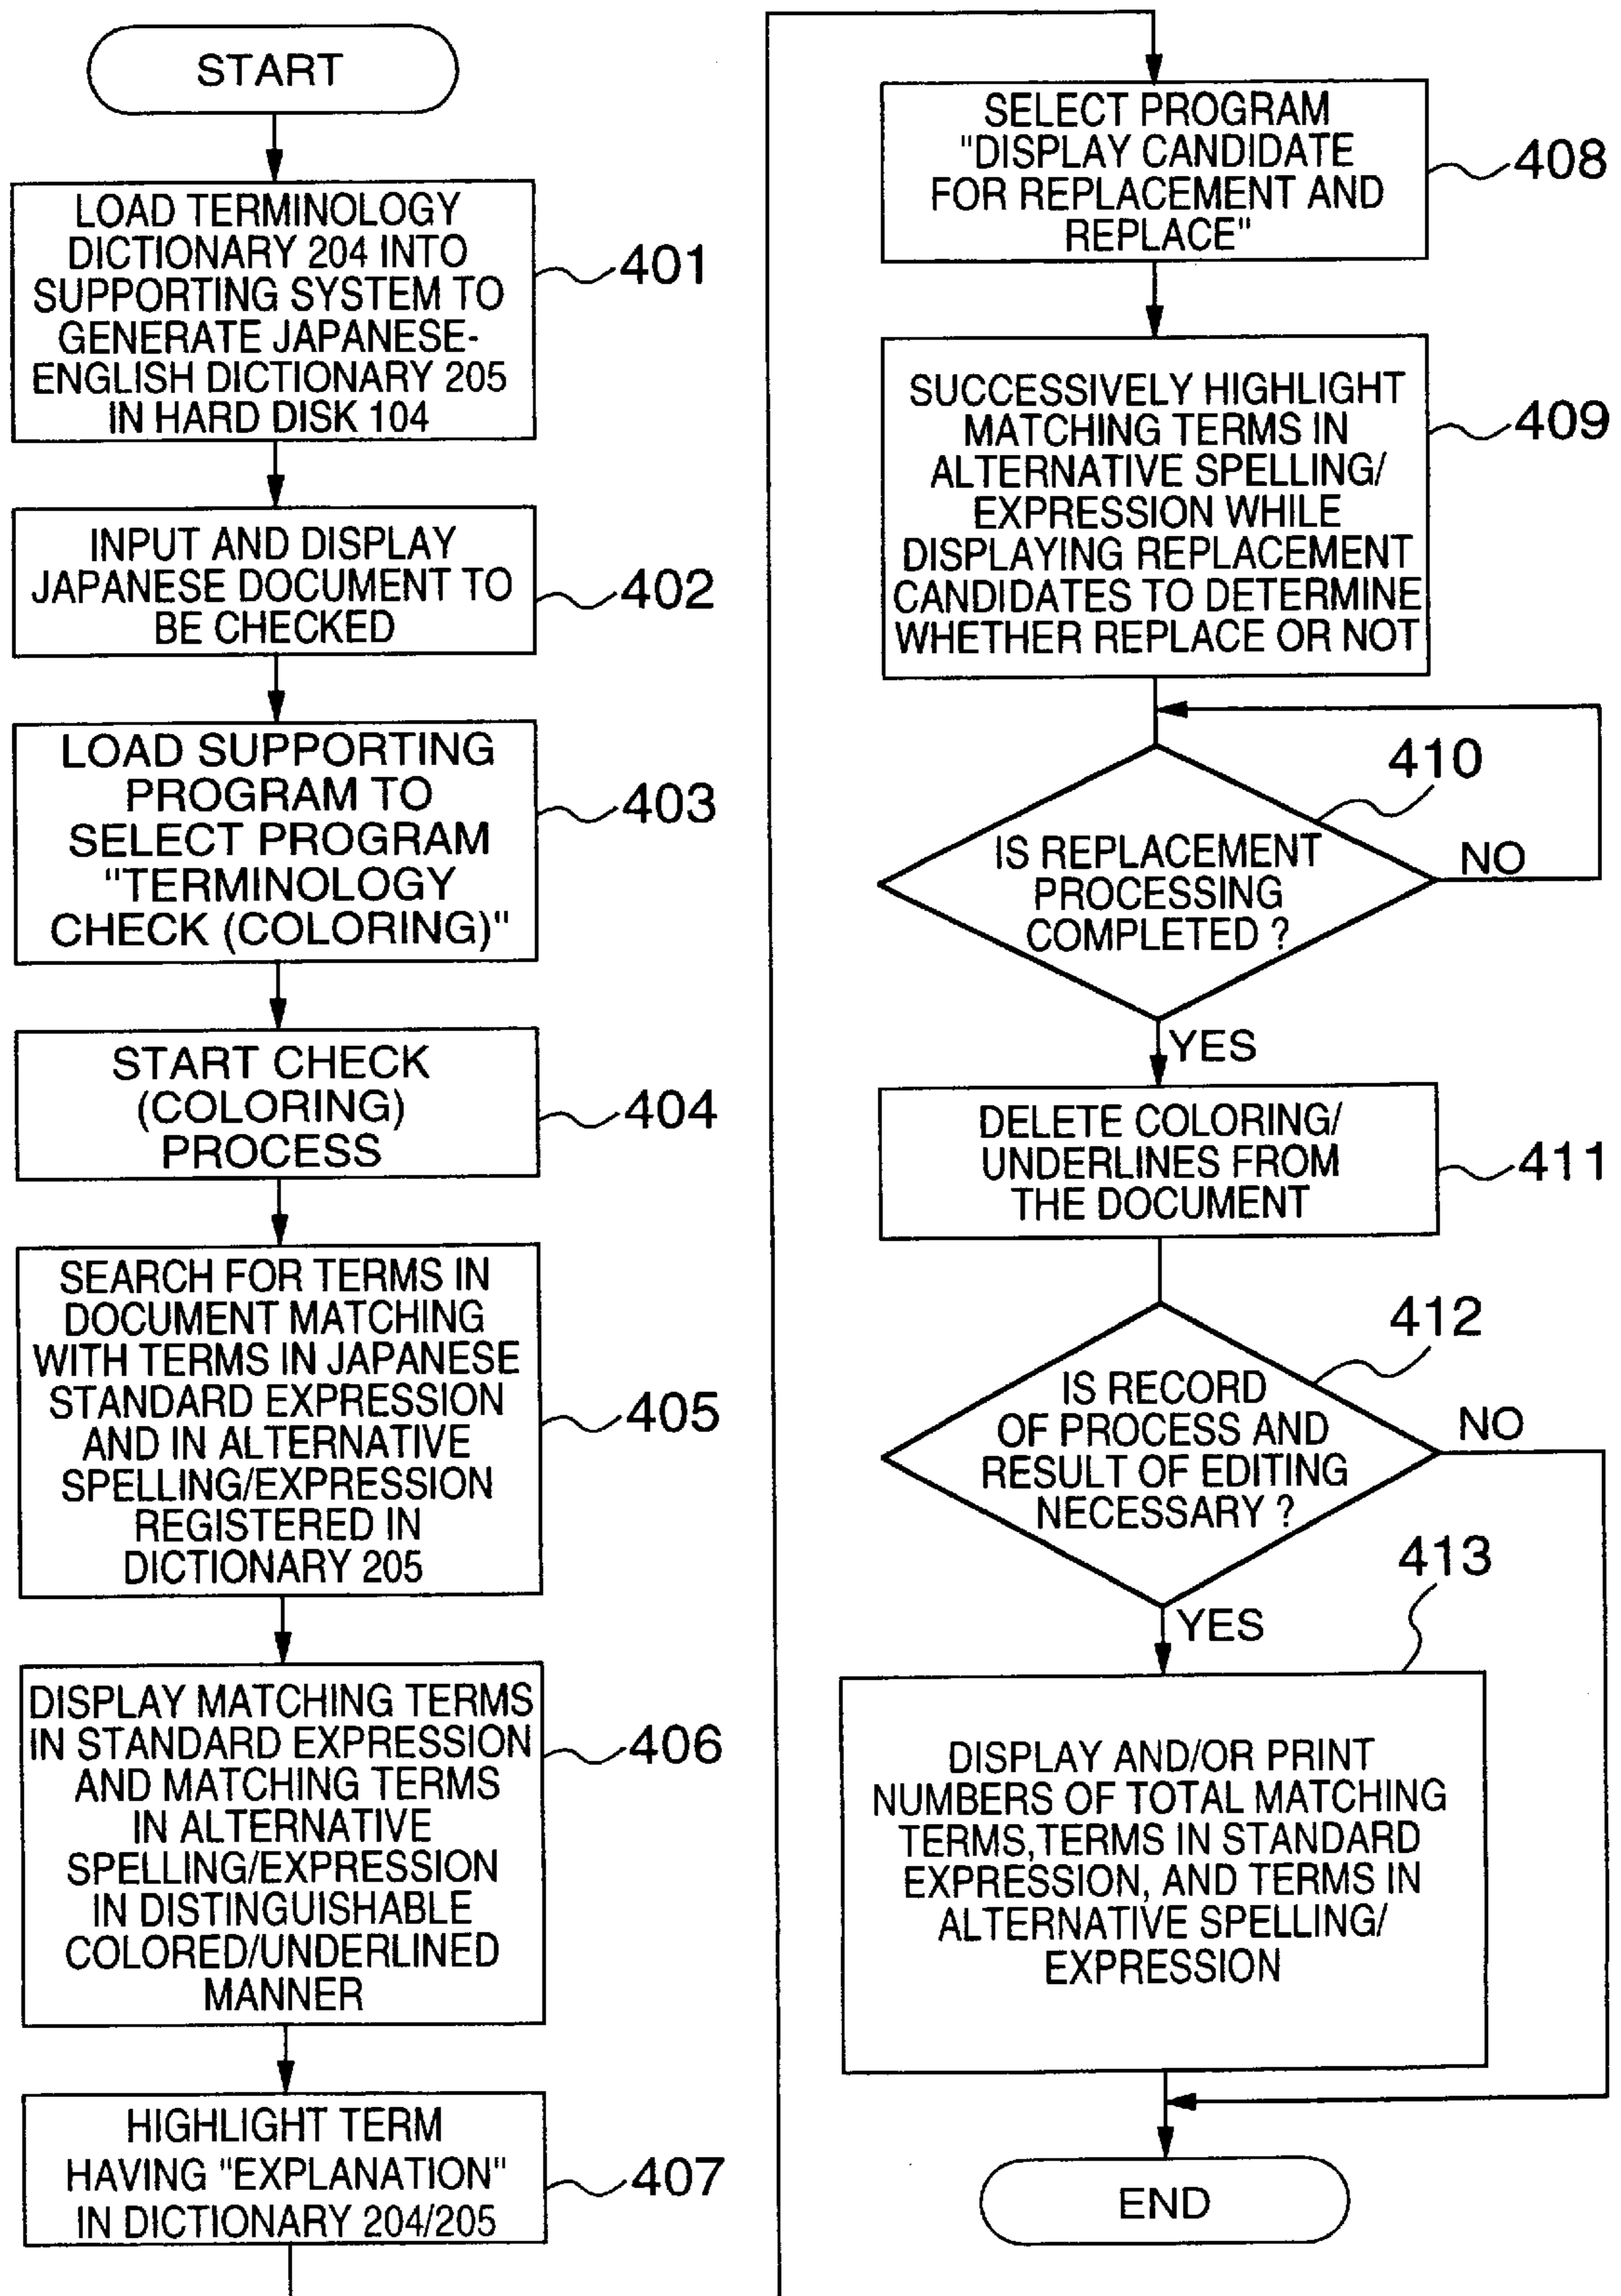 START
LOAD TERMINOLOGY
DICTIONARY 204 INTO
SUPPORTING SYSTEM TO
GENERATE JAPANESE-
ENGLISH DICTIONARY 205
IN HARD DISK 104
401
INPUT AND DISPLAY
JAPANESE DOCUMENT TO
BE CHECKED
402
LOAD SUPPORTING
PROGRAM TO
SELECT PROGRAM
"TERMINOLOGY
CHECK (COLORING)"
403
START CHECK
(COLORING)
PROCESS
404
SEARCH FOR TERMS IN
DOCUMENT MATCHING
WITH TERMS IN JAPANESE
STANDARD EXPRESSION
AND IN ALTERNATIVE
SPELLING/EXPRESSION
REGISTERED IN
DICTIONARY 205
405
DISPLAY MATCHING TERMS
IN STANDARD EXPRESSION
AND MATCHING TERMS
IN ALTERNATIVE
SPELLING/EXPRESSION
IN DISTINGUISHABLE
COLORED/UNDERLINED
MANNER
406
HIGHLIGHT TERM
HAVING "EXPLANATION"
IN DICTIONARY 204/205
407
SELECT PROGRAM
"DISPLAY CANDIDATE
FOR REPLACEMENT AND
REPLACE"
408
SUCCESSIVELY HIGHLIGHT
MATCHING TERMS IN
ALTERNATIVE SPELLING/
EXPRESSION WHILE
DISPLAYING REPLACEMENT
CANDIDATES TO DETERMINE
WHETHER REPLACE OR NOT
409
410
IS REPLACEMENT
PROCESSING
COMPLETED ?
NO
YES
DELETE COLORING/
UNDERLINES FROM
THE DOCUMENT
411
412
IS RECORD
OF PROCESS AND
RESULT OF EDITING
NECESSARY ?
NO
YES
413
DISPLAY AND/OR PRINT
NUMBERS OF TOTAL MATCHING
TERMS,TERMS IN STANDARD
EXPRESSION, AND TERMS IN
ALTERNATIVE SPELLING/
EXPRESSION
END